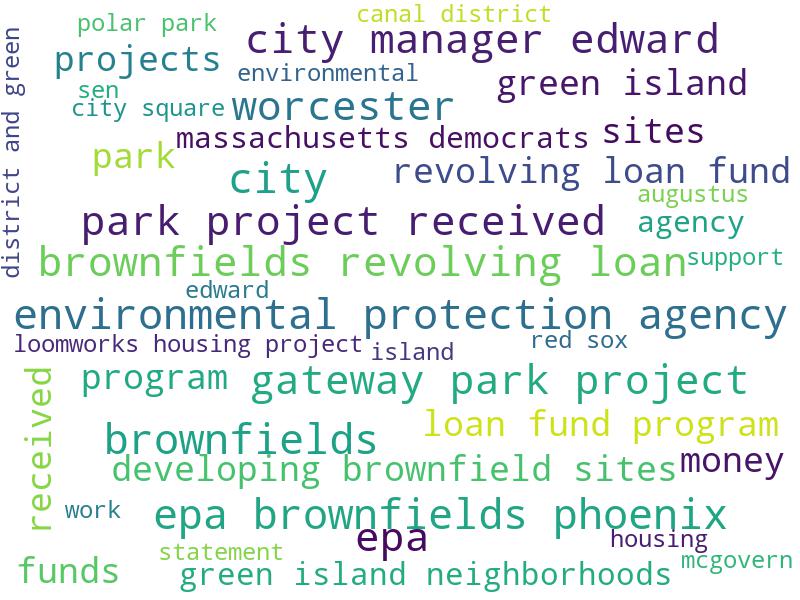 canal district
polar park
city manager edward
projects
environmental
green island
sen
city square
worcester
district and green
massachusetts democrats
sites
park
revolving loan fund
city
augustus
park project received
agency
brownfields revolving loan
support
edward
environmental protection agency
red sox
loomworks housing project
island
program
gateway park project
received
loan fund program
brownfields
money
developing brownfield sites
work
epa brownfields phoenix
epa
housing
statement
mcgovern
funds
green island neighborhoods